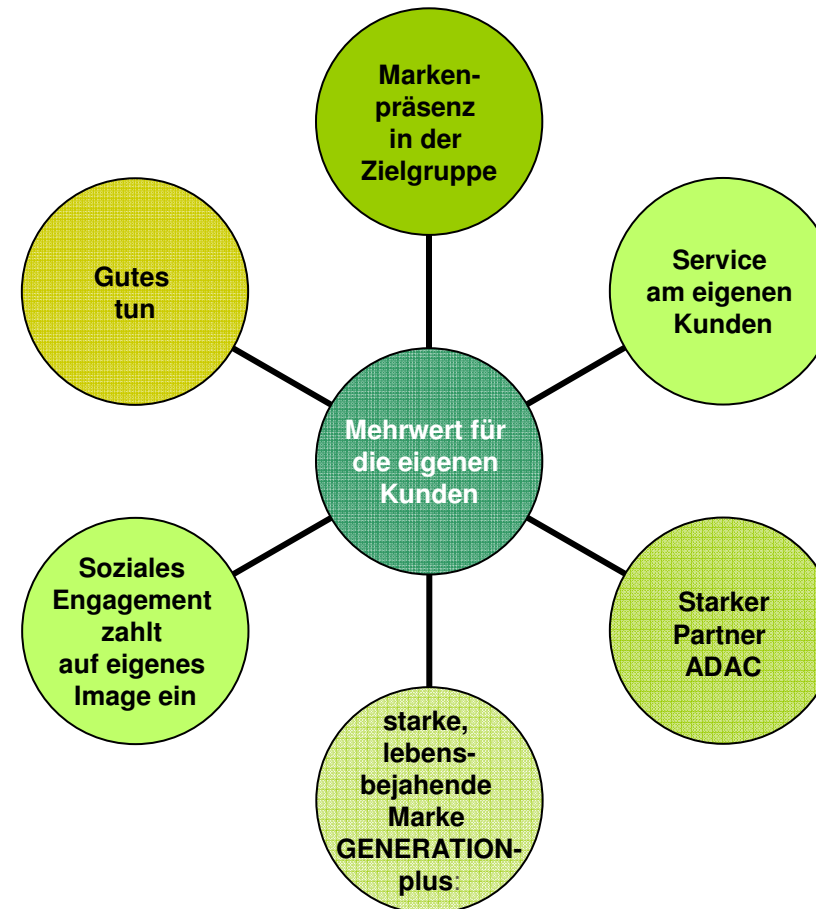 Marken-
präsenz
in der
Zielgruppe
Gutes
tun
Service
am eigenen
Kunden
Mehrwert für
die eigenen
Kunden
Soziales
Engagement
zahlt
auf eigenes
Image ein
Starker
Partner
ADAC
starke,
lebens-
bejahende
Marke
GENERATION-
plus: